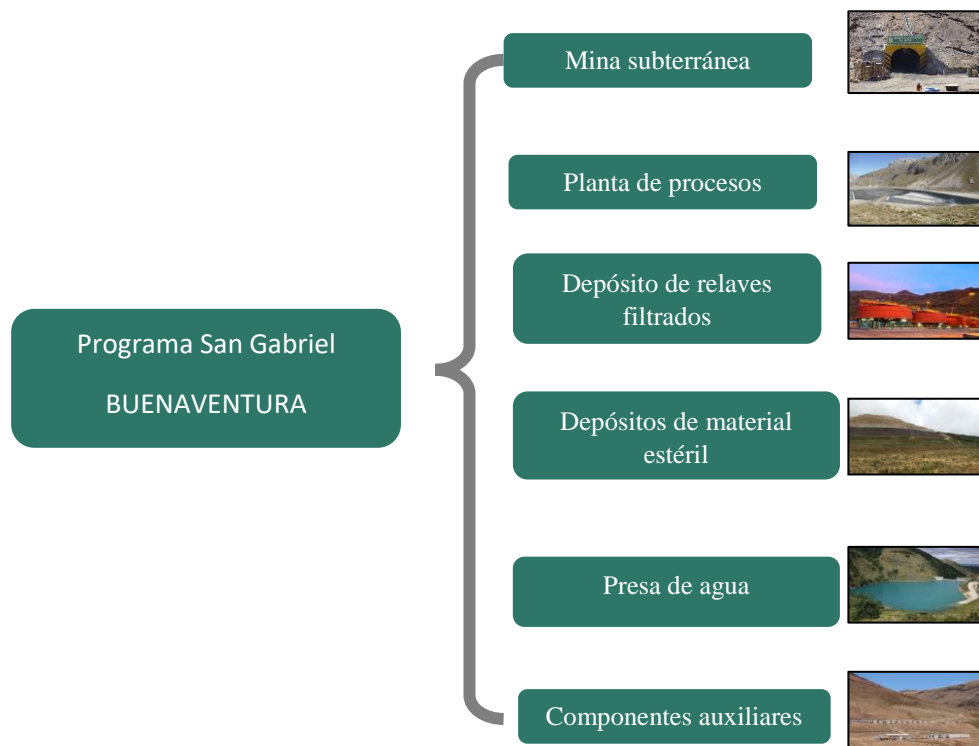 Mina subterránea
Planta de procesos
Depósito de relaves
filtrados
Programa San Gabriel
BUENAVENTURA
Depósitos de material
estéril
Presa de agua
Componentes auxiliares